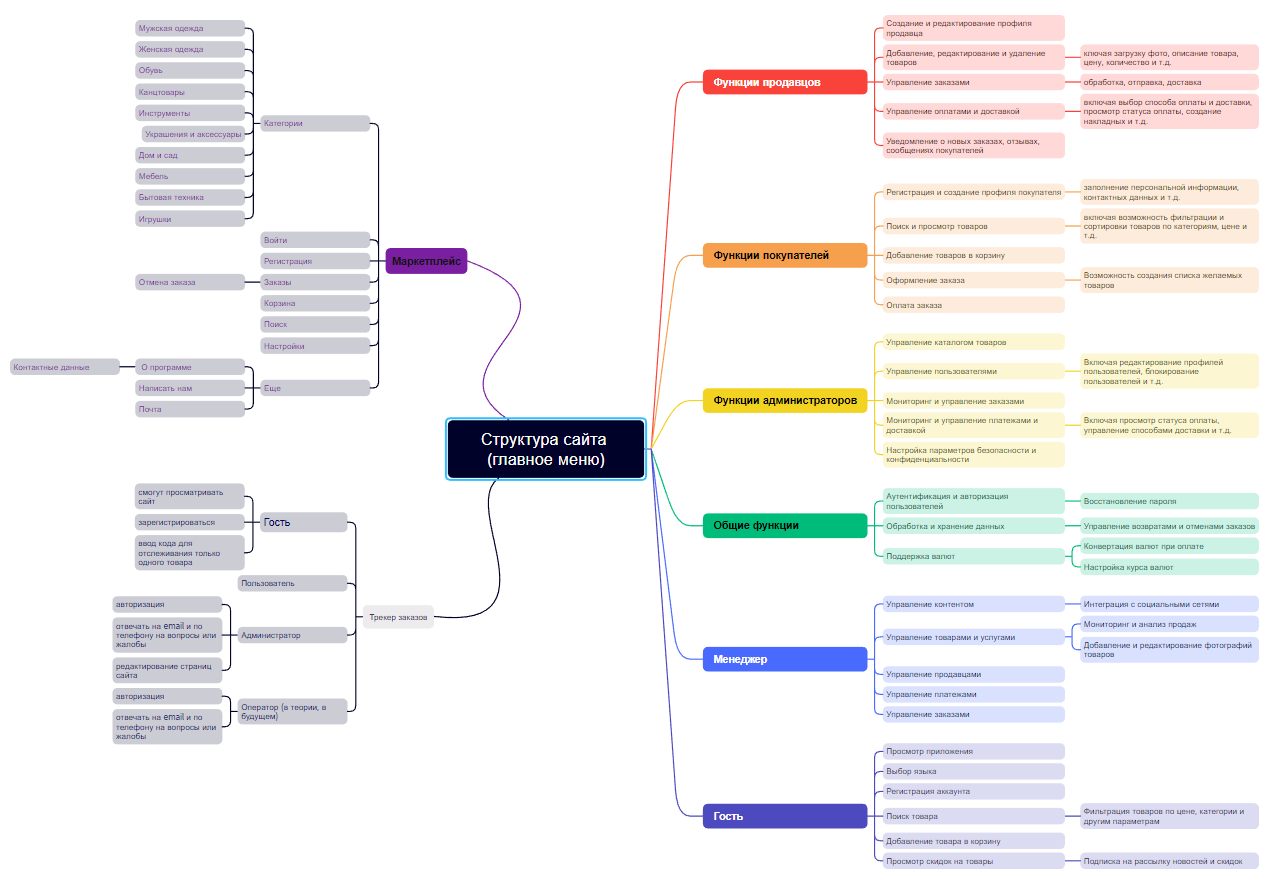 Структура сайта
(главное меню)
Маркетплейс
Категории
Мужская одежда
Женская одежда
Обувь
Канцтовары
Инструменты
Украшения и аксессуары
Дом и сад
Мебель
Бытовая техника
Игрушки
Войти
Регистрация
Заказы
Отмена заказа
Корзина
Поиск
Настройки
Еще
О программе
Контактные данные
Написать нам
Почта
Трекер заказов
Гость
смогут просматривать
сайт
зарегистрироваться
ввод кода для
отслеживания только
одного товара
Пользователь
Администратор
авторизация
отвечать на email и по
телефону на вопросы или
жалобы
редактирование страниц
сайта
Оператор (в теории, в
будущем)
авторизация
отвечать на email и по
телефону на вопросы или
жалобы
Функции продавцов
Создание и редактирование профиля
продавца
Добавление, редактирование и удаление
товаров
ключая загрузку фото, описание товара,
цену, количество и т.д.
Управление заказами
обработка, отправка, доставка
Управление оплатами и доставкой
включая выбор способа оплаты и доставки,
просмотр статуса оплаты, создание
накладных и т.д.
Уведомление о новых заказах, отзывах,
сообщениях покупателей
Функции покупателей
Регистрация и создание профиля покупателя
заполнение персональной информации,
контактных данных и т.д.
Поиск и просмотр товаров
включая возможность фильтрации и
сортировки товаров по категориям, цене и
т.д.
Добавление товаров в корзину
Оформление заказа
Возможность создания списка желаемых
товаров
Оплата заказа
Функции администраторов
Управление каталогом товаров
Управление пользователями
Включая редактирование профилей
пользователей, блокирование
пользователей и т.д.
Мониторинг и управление заказами
Мониторинг и управление платежами и
доставкой
Включая просмотр статуса оплаты,
управление способами доставки и т.д.
Настройка параметров безопасности и
конфиденциальности
Общие функции
Аутентификация и авторизация
пользователей
Восстановление пароля
Обработка и хранение данных
Управление возвратами и отменами заказов
Поддержка валют
Конвертация валют при оплате
Настройка курса валют
Менеджер
Управление контентом
Интеграция с социальными сетями
Управление товарами и услугами
Мониторинг и анализ продаж
Добавление и редактирование фотографий
товаров
Управление продавцами
Управление платежами
Управление заказами
Гость
Просмотр приложения
Выбор языка
Регистрация аккаунта
Поиск товара
Фильтрация товаров по цене, категории и
другим параметрам
Добавление товара в корзину
Просмотр скидок на товары
Подписка на рассылку новостей и скидок